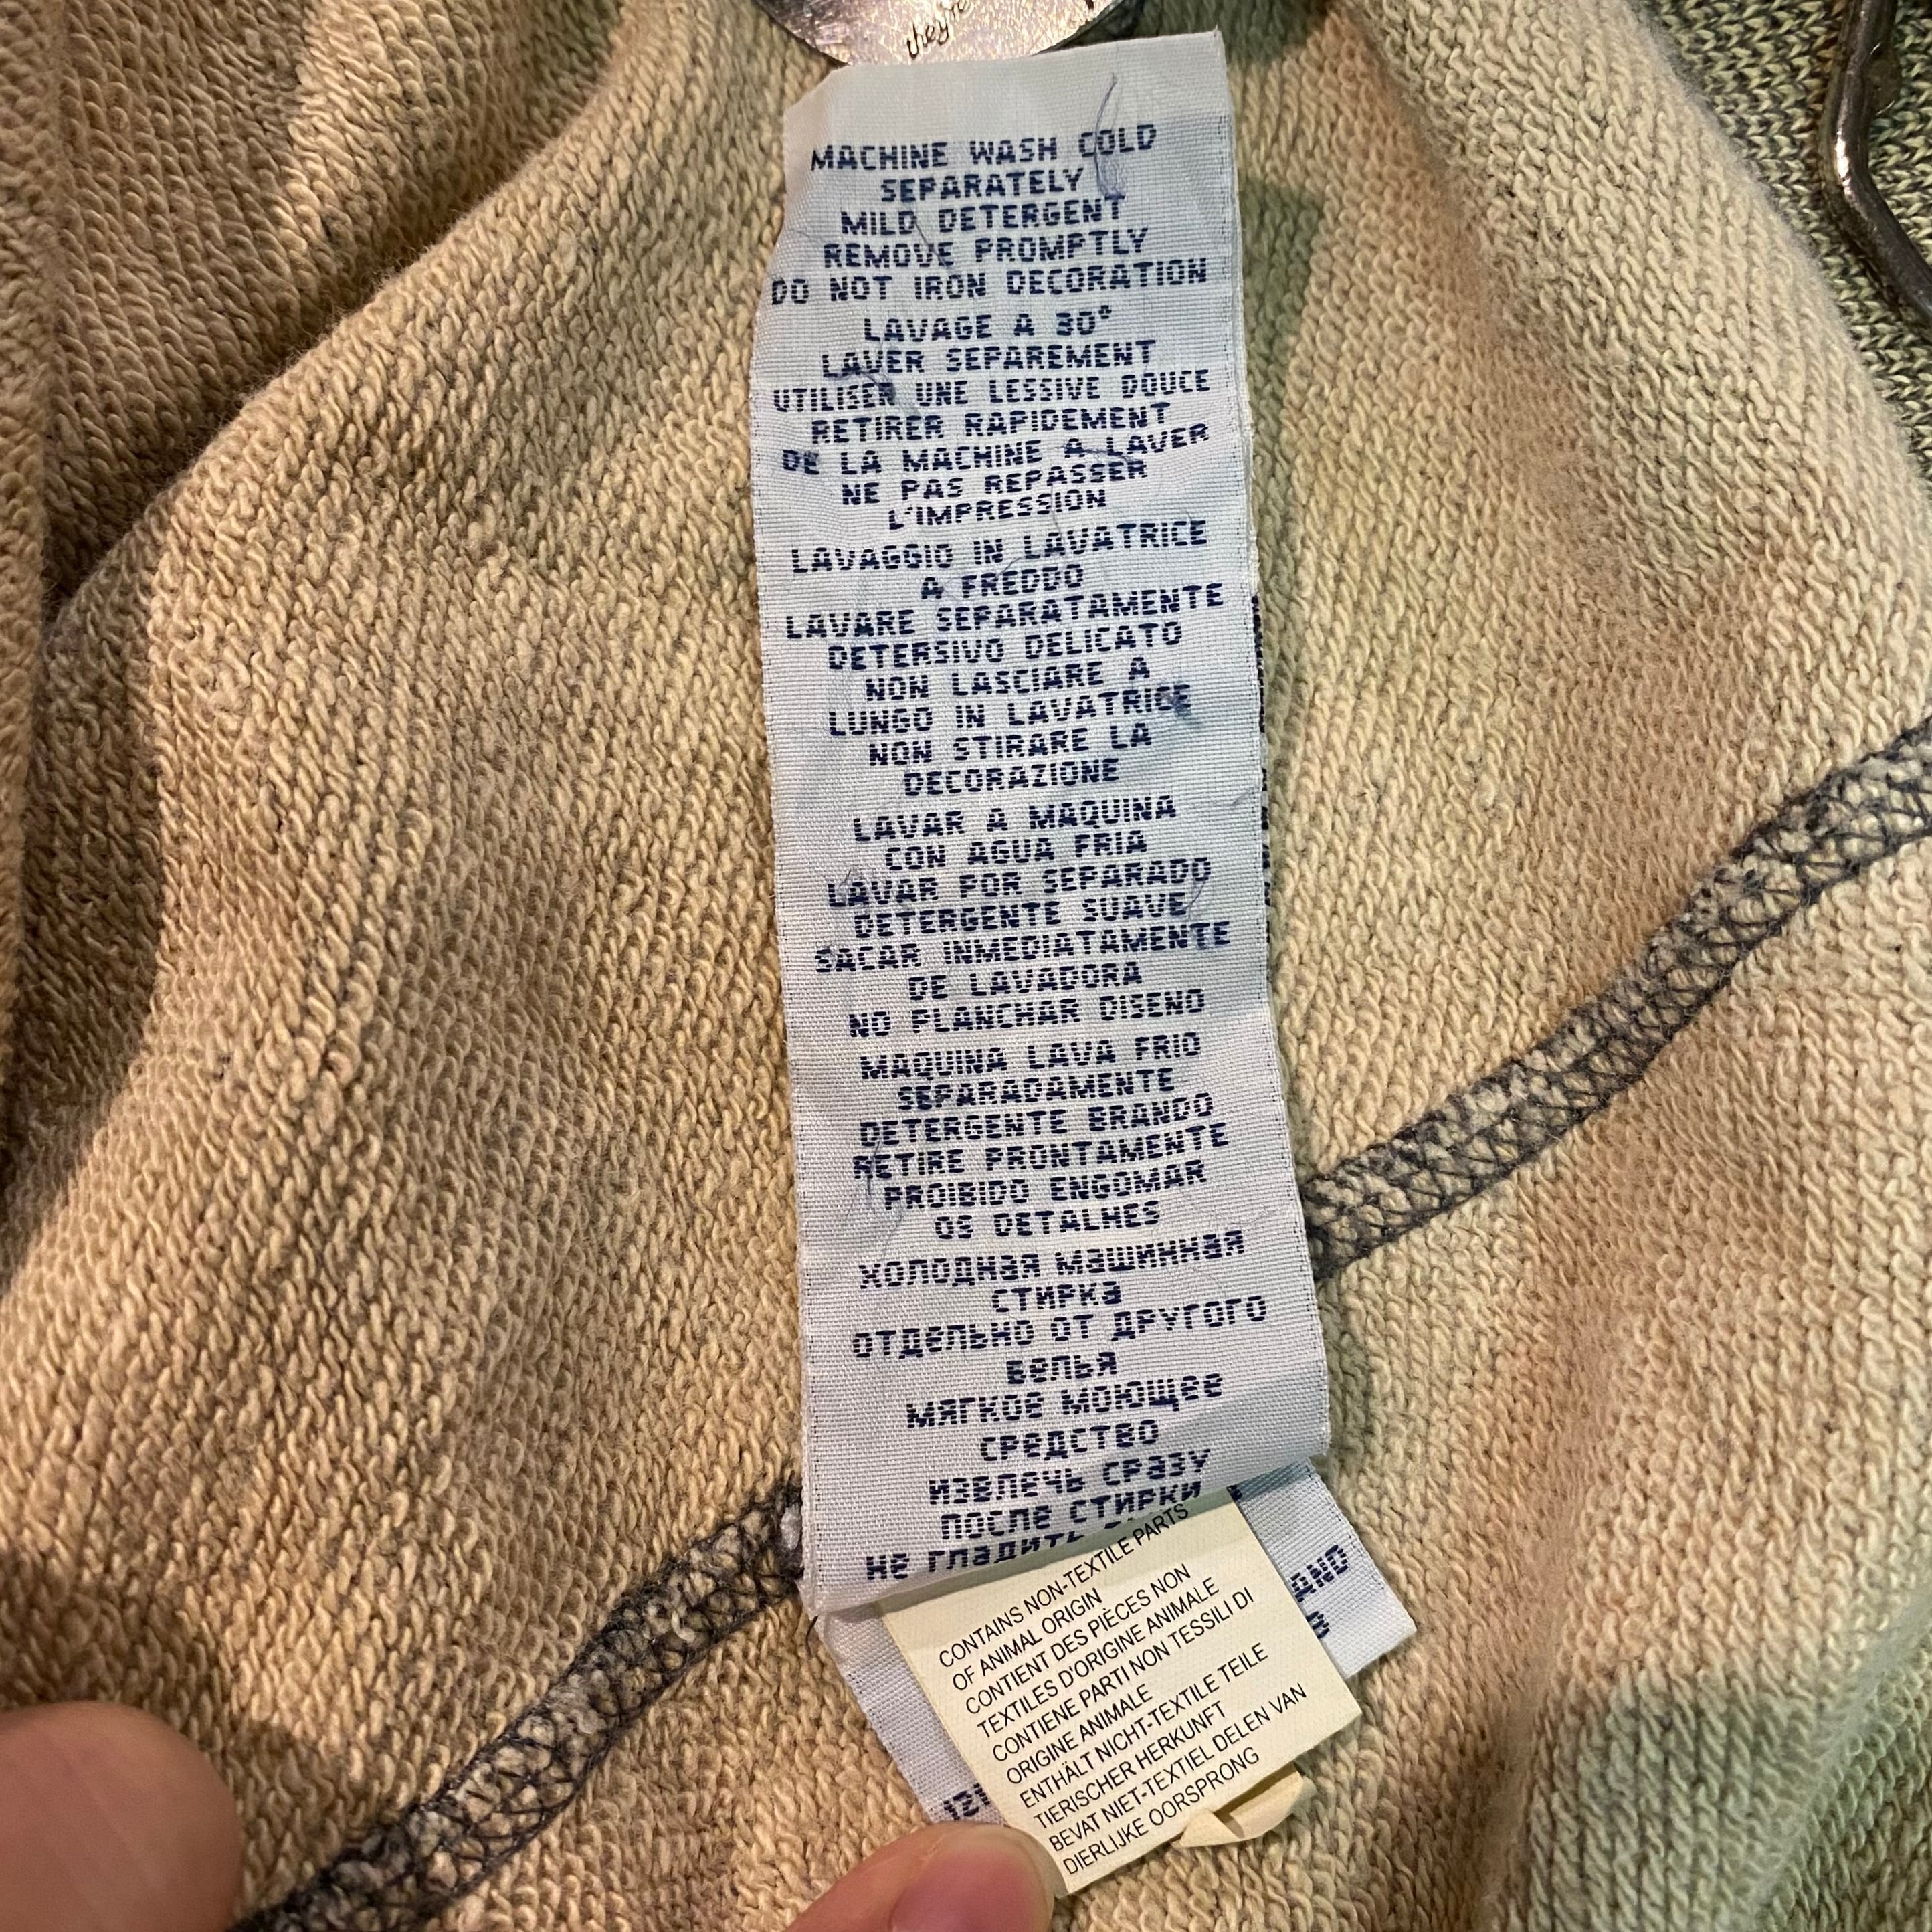 MACHINE WASH COLD
SEPARATELY
MILD DETERGENT
REMOVE PROMPTLY
DO NOT IRON DECORATION
LAVAGE A 30°
LAVER SEPAREMENT
UTILISER UNE LESSIVE DOUCE
RETIRER RAPIDEMENT
DE LA MACHINE A LAVER
NE PAS REPASSER
L'IMPRESSION
LAVAGGIO IN LAVATRICE
A FREDDO
LAVARE SEPARATAMENTE
DETERSIVO DELICATO
NON LASCIARE A
LUNGO IN LAVATRICE
NON STIRARE LA
DECORAZIONE
LAVAR A MAQUINA
CON AGUA FRIA
LAVAR POR SEPARADO
DETERGENTE SUAVE
SACAR INMEDIATAMENTE
DE LAVADORA
NO PLANCHAR DISENO
MAQUINA LAVA FRIO
SEPARADAMENTE
DETERGENTE BRANDO
RETIRE PRONTAMENTE
PROIBIDO ENGOMAR
OS DETALHES
холодная машинная
стирка
отдельно от другого
белья
мягкое моющее
средство
извлечь сразу
после стирки
не гладить
CONTAINS NON-TEXTILE PARTS
OF ANIMAL ORIGIN
CONTIENT DES PIÈCES NON
TEXTILES D'ORIGINE ANIMALE
CONTIENE PARTI NON TESSILI DI
ORIGINE ANIMALE
ENTHÄLT NICHT-TEXTILE TEILE
TIERISCHER HERKUNFT
BEVAT NIET-TEXTIEL DELEN VAN
DIERLIJKE OORSPRONG